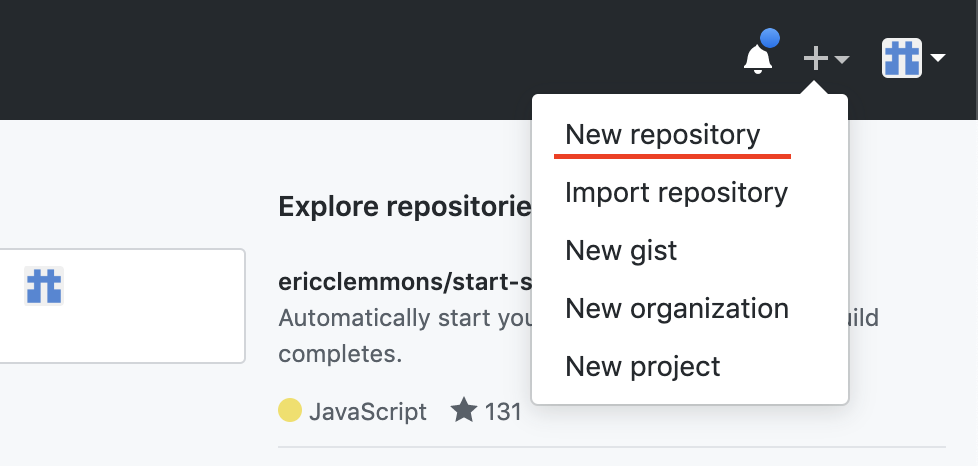 New repository
Import repository
New gist
New organization
New project
Explore repositorie
ericclemmons/start-s
Automatically start you uild
completes.
JavaScript 131